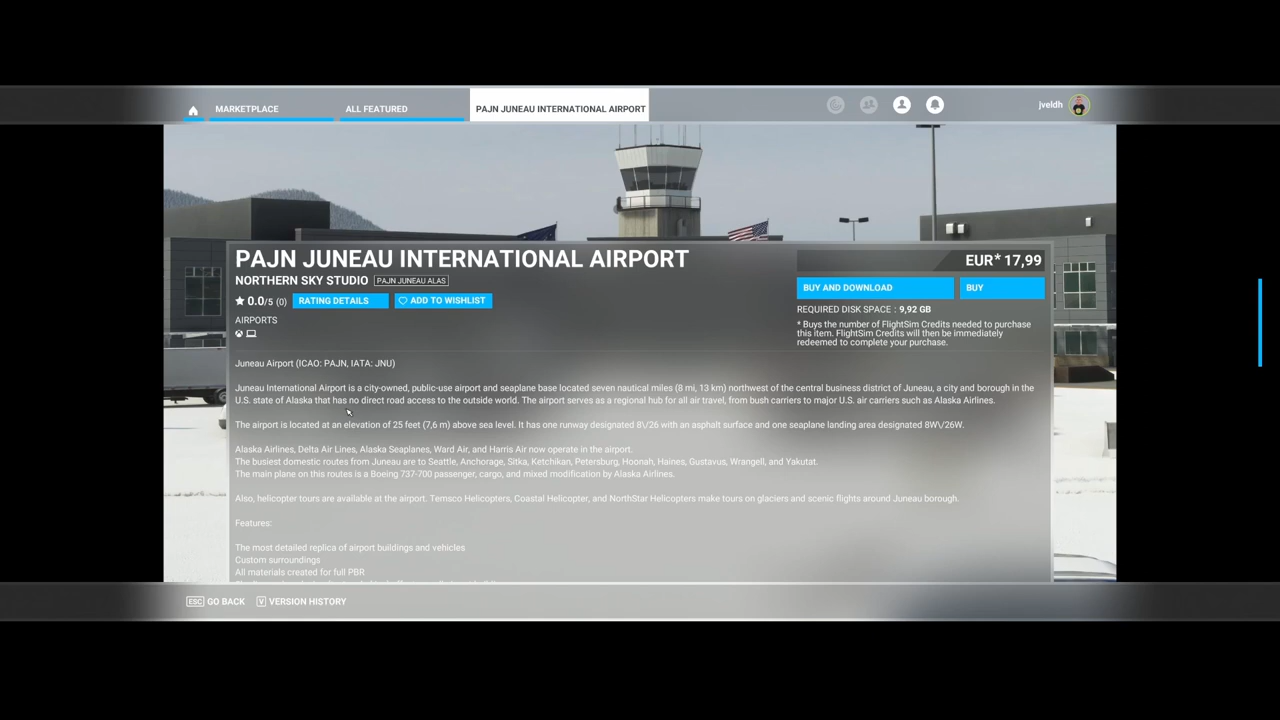 MARKETPLACE
ALL FEATURED
PAJN JUNEAU INTERNATIONAL AIRPORT
jveldh
PAJN JUNEAU INTERNATIONAL AIRPORT
NORTHERN SKY STUDIO
PAJN JUNEAU ALAS
0.0/5 (0)
RATING DETAILS
ADD TO WISHLIST
AIRPORTS
EUR* 17,99
BUY AND DOWNLOAD
BUY
REQUIRED DISK SPACE : 9,92 GB
* Buys the number of FlightSim Credits needed to purchase
this item. FlightSim Credits will then be immediately
redeemed to complete your purchase.
Juneau Airport (ICAO: PAJN, IATA: JNU)
Juneau International Airport is a city-owned, public-use airport and seaplane base located seven nautical miles (8 mi, 13 km) northwest of the central business district of Juneau, a city and borough in the
U.S. state of Alaska that has no direct road access to the outside world. The airport serves as a regional hub for all air travel, from bush carriers to major U.S. air carriers such as Alaska Airlines.
The airport is located at an elevation of 25 feet (7,6 m) above sea level. It has one runway designated 8\/26 with an asphalt surface and one seaplane landing area designated 8W\/26W.
Alaska Airlines, Delta Air Lines, Alaska Seaplanes, Ward Air, and Harris Air now operate in the airport.
The busiest domestic routes from Juneau are to Seattle, Anchorage, Sitka, Ketchikan, Petersburg, Hoonah, Haines, Gustavus, Wrangell, and Yakutat.
The main plane on this routes is a Boeing 737-700 passenger, cargo, and mixed modification by Alaska Airlines.
Also, helicopter tours are available at the airport. Temsco Helicopters, Coastal Helicopter, and NorthStar Helicopters make tours on glaciers and scenic flights around Juneau borough.
Features:
The most detailed replica of airport buildings and vehicles
Custom surroundings
All materials created for full PBR
ESC GO BACK
V VERSION HISTORY